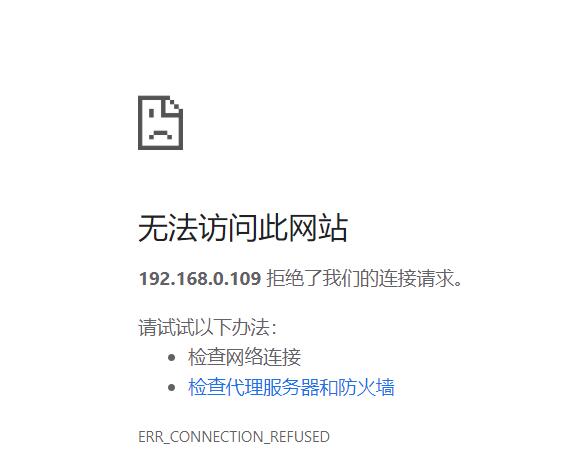 无法访问此网站
192.168.0.109 拒绝了我们的连接请求。
请试试以下办法：
检查网络连接
检查代理服务器和防火墙
ERR_CONNECTION_REFUSED